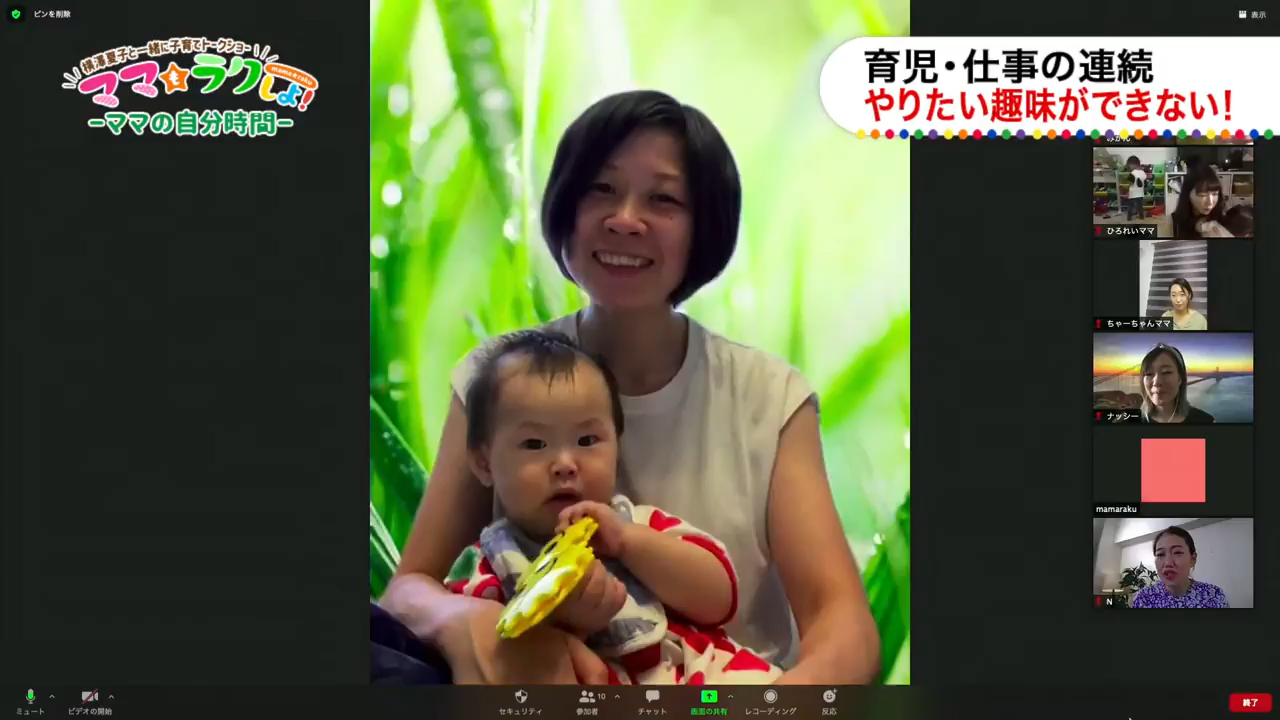 ピンを削除
表示
横澤夏子と一緒に子育てトークショー
ママ☆もラクしよ!
mama★raku
−ママの自分時間−
育児・仕事の連続
やりたい趣味ができない!
みかん
ひろれいママ
ちゃーちゃんママ
ナッシー
mamaraku
N
ミュート
ビデオの開始
セキュリティ
10
参加者
チャット
画面の共有
レコーディング
反応
終了